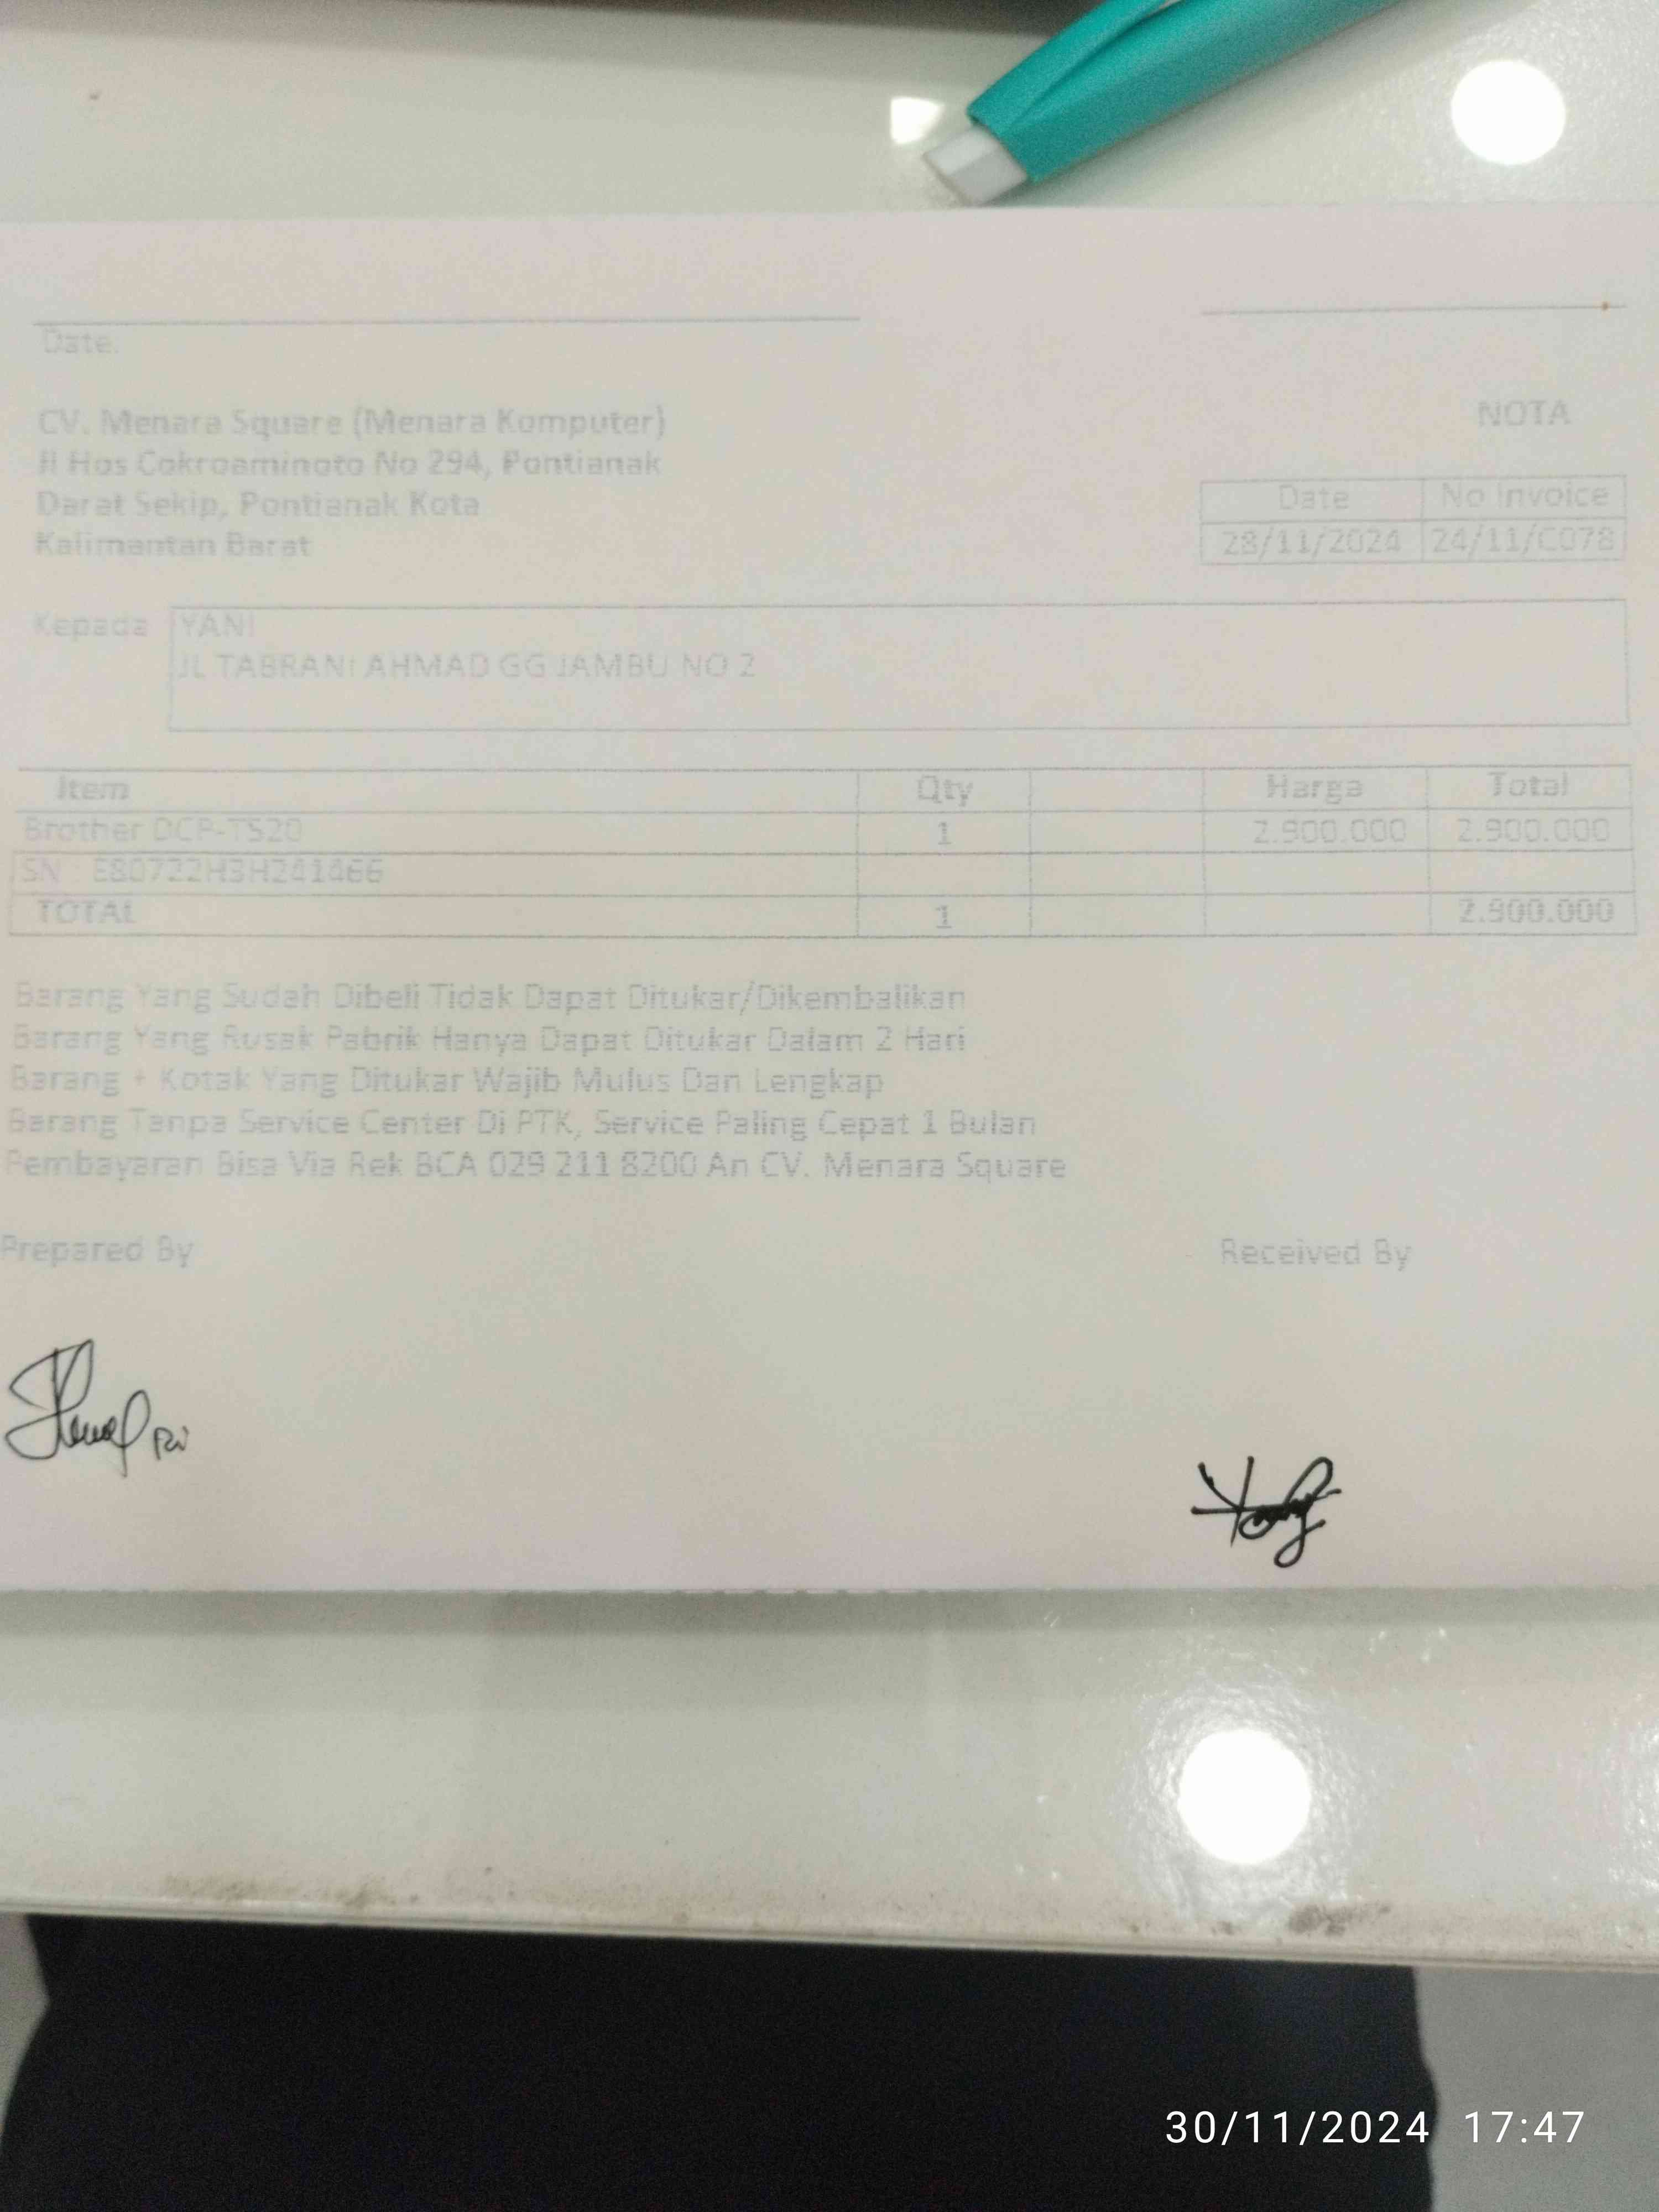 Date.
CV. Menara Square (Menara Komputer)
Jl Hos Cokroaminoto No 294, Pontianak
Darat Sekip, Pontianak Kota
Kalimantan Barat
NOTA
Date No Invoice
28/11/2024 24/11/C078
Kepada YANI
JL TABRANI AHMAD GG JAMBU NO 2
Item Qty Harga Total
Brother DCP-T520 1 2.900.000 2.900.000
SN : E80722H3H241466
TOTAL 1 2.900.000
Barang Yang Sudah Dibeli Tidak Dapat Ditukar/Dikembalikan
Barang Yang Rusak Pabrik Hanya Dapat Ditukar Dalam 2 Hari
Barang + Kotak Yang Ditukar Wajib Mulus Dan Lengkap
Barang Tanpa Service Center Di PTK, Service Paling Cepat 1 Bulan
Pembayaran Bisa Via Rek BCA 029 211 8200 An CV. Menara Square
Prepared By Received By
30/11/2024 17:47